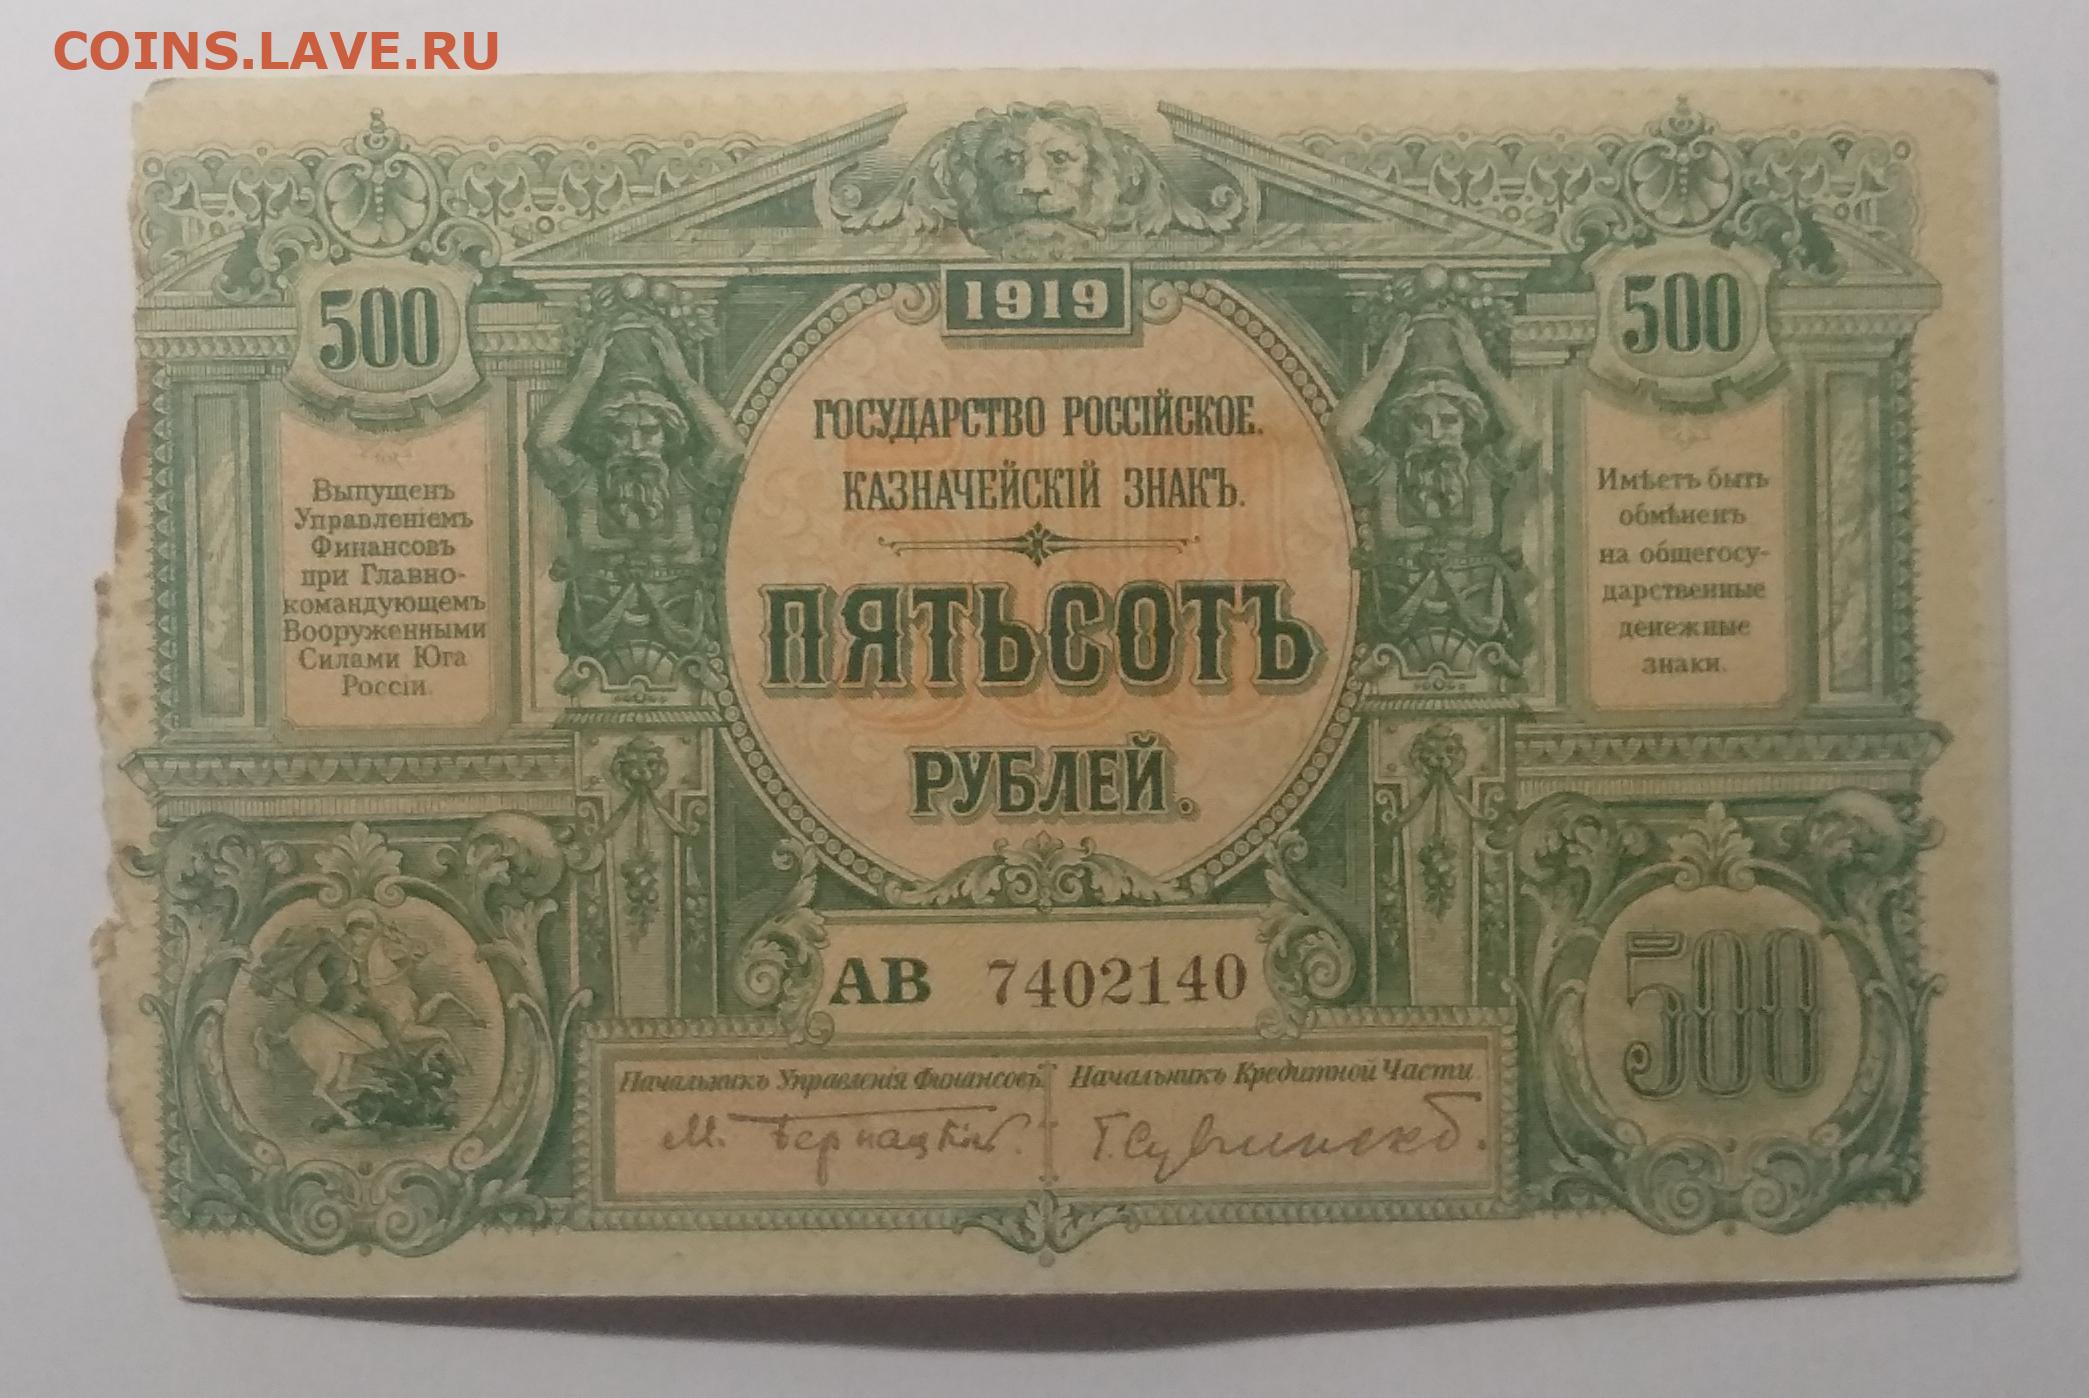 COINS.LAVE.RU
1919
500
500
ГОСУДАРСТВО РОССІЙСКОЕ.
КАЗНАЧЕЙСКІЙ ЗНАКЪ.
ПЯТЬСОТЪ
РУБЛЕЙ.
Выпущенъ
Управленіемъ
Финансовъ
при Главно-
командующемъ
Вооруженными
Силами Юга
Россіи.
Имѣетъ быть
обмѣненъ
на общегосу-
дарственные
денежные
знаки.
АВ 7402140
500
Начальникъ Управленія Финансовъ
М. Бернацкій.
Начальникъ Кредитной Части